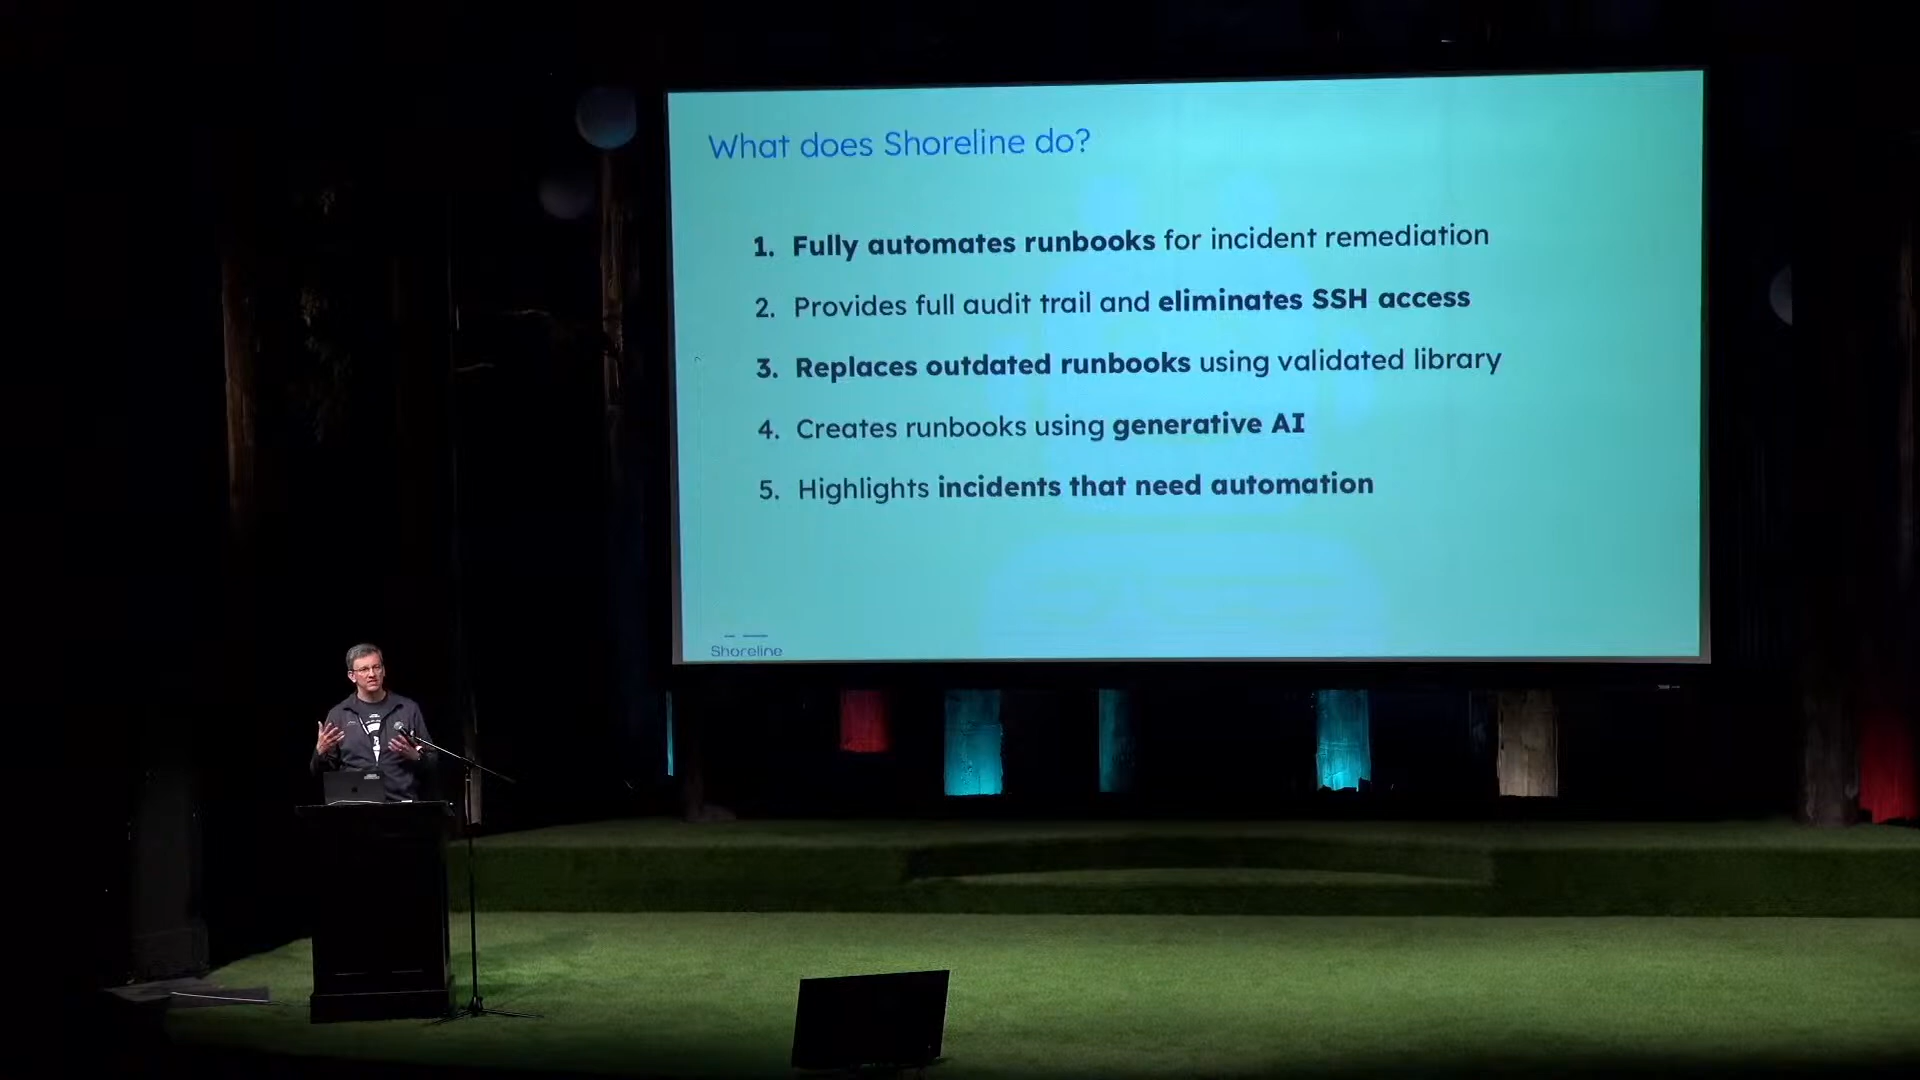 What does Shoreline do?
1. Fully automates runbooks for incident remediation
2. Provides full audit trail and eliminates SSH access
3. Replaces outdated runbooks using validated library
4. Creates runbooks using generative AI
5. Highlights incidents that need automation
Shoreline